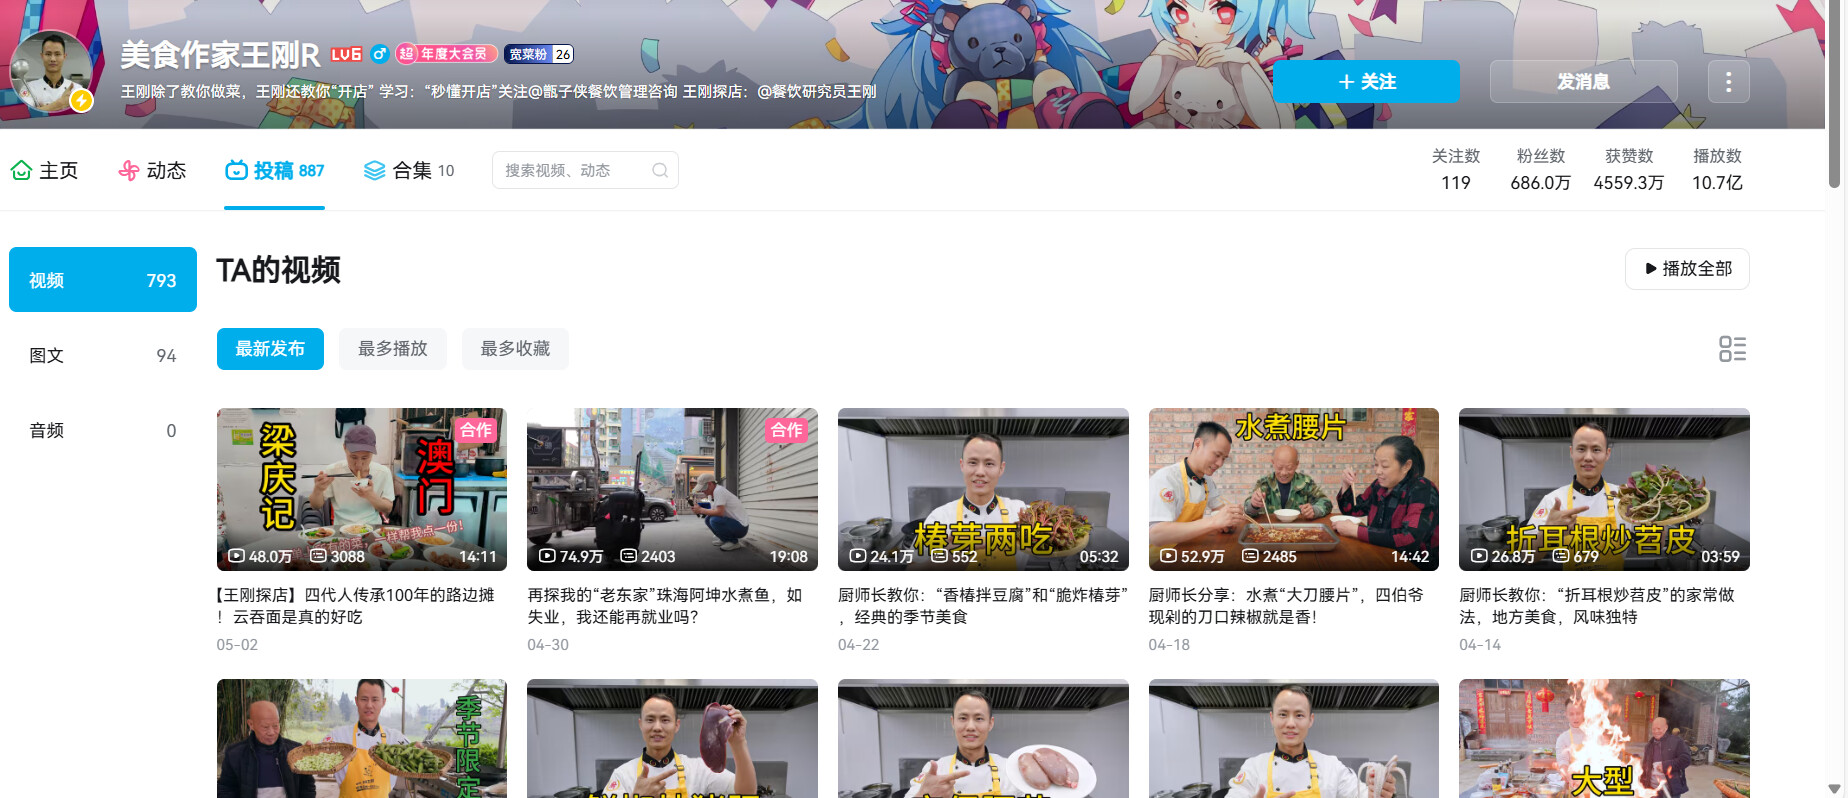 美食作家王刚R LV6 超 年度大会员 宽菜粉 26
王刚除了教你做菜，王刚还教你“开店” 学习：“秒懂开店”关注@甑子侠餐饮管理咨询 王刚探店：@餐饮研究员王刚
＋ 关注 发消息
主页 动态 投稿 887 合集 10 搜索视频、动态
关注数 粉丝数 获赞数 播放数
119 686.0万 4559.3万 10.7亿
视频 793
图文 94
音频 0
TA的视频
播放全部
最新发布 最多播放 最多收藏
梁庆记
澳门
合作
48.0万 3088 14:11
【王刚探店】四代人传承100年的路边摊
！云吞面是真的好吃
05-02
合作
74.9万 2403 19:08
再探我的“老东家”珠海阿坤水煮鱼，如
失业，我还能再就业吗？
04-30
椿芽两吃
24.1万 552 05:32
厨师长教你：“香椿拌豆腐”和“脆炸椿芽”
，经典的季节美食
04-22
水煮腰片
52.9万 2485 14:42
厨师长分享：水煮“大刀腰片”，四伯爷
现剁的刀口辣椒就是香！
04-18
折耳根炒苕皮
26.8万 679 03:59
厨师长教你：“折耳根炒苕皮”的家常做
法，地方美食，风味独特
04-14
季节限定
大型